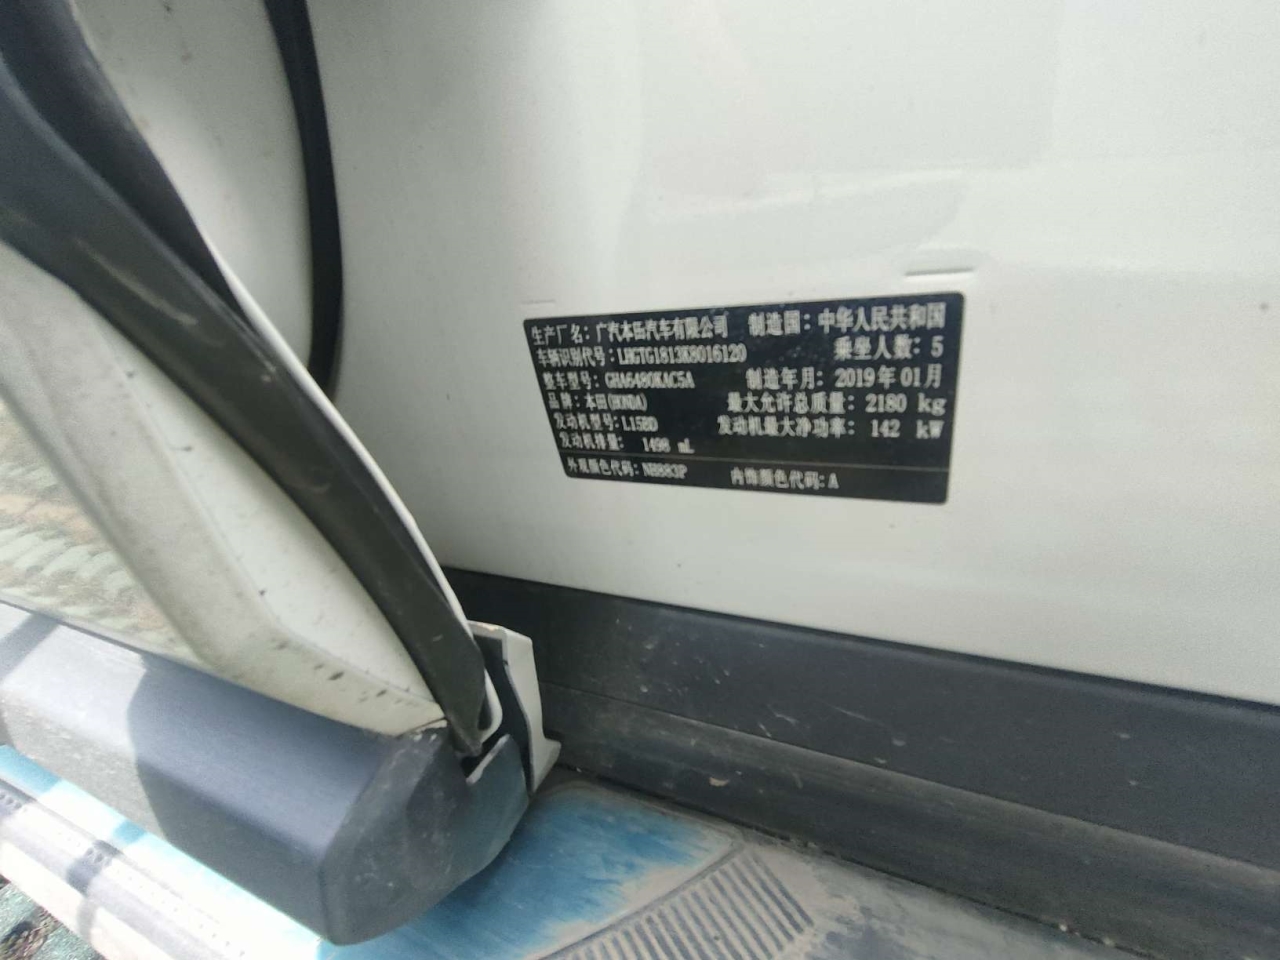 生产厂名：广汽本田汽车有限公司 制造国：中华人民共和国
车辆识别代号：LHGTG1813K8016120 乘坐人数：5
整车型号：GHA6480KAC5A 制造年月：2019年01月
品牌：本田(HONDA) 最大允许总质量：2180 kg
发动机型号：L15BD 发动机最大净功率：142 kW
发动机排量： 1498 mL
外观颜色代码：NH883P 内饰颜色代码：A